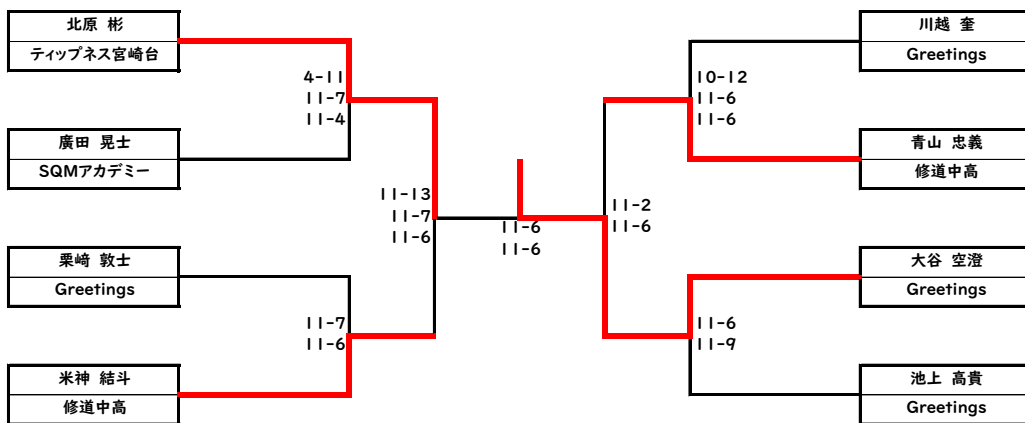 北原 彬
ティップネス宮崎台
廣田 晃士
SQMアカデミー
栗﨑 敦士
Greetings
米神 結斗
修道中高
4-11
11-7
11-4
11-7
11-6
11-13
11-7
11-6
11-6
11-6
11-2
11-6
10-12
11-6
11-6
11-6
11-9
川越 奎
Greetings
青山 忠義
修道中高
大谷 空澄
Greetings
池上 高貴
Greetings